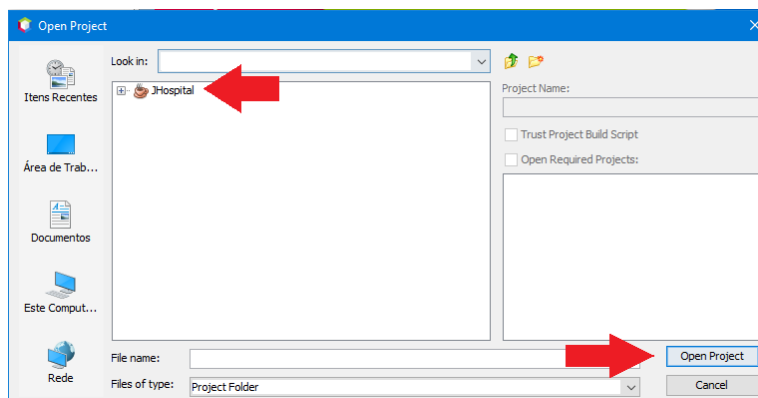 Open Project
Look in:
Itens Recentes
JHospital
Project Name:
Trust Project Build Script
Open Required Projects:
Área de Trab...
Documentos
Este Comput...
Rede
File name:
Open Project
Files of type:
Project Folder
Cancel